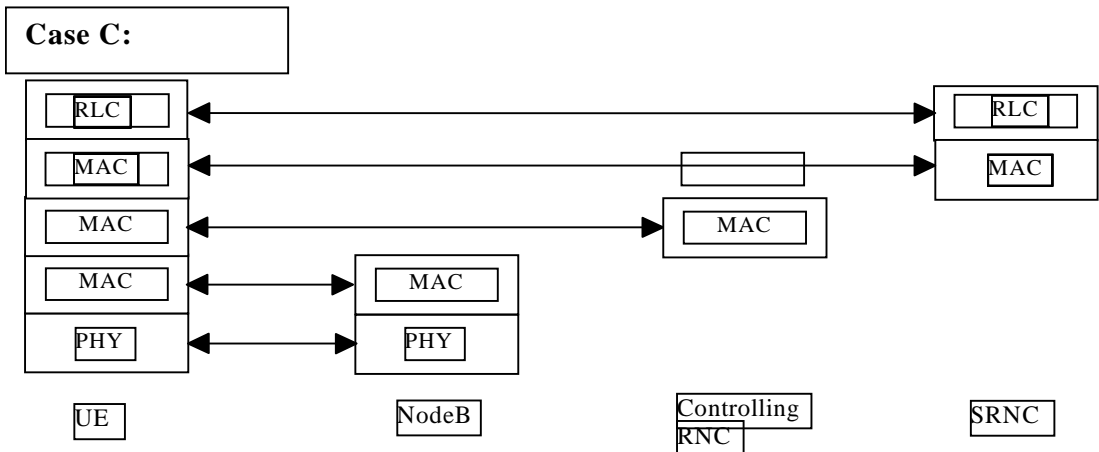 Case C:
RLC RLC
MAC MAC
MAC MAC
MAC MAC
PHY PHY
UE NodeB Controlling RNC SRNC